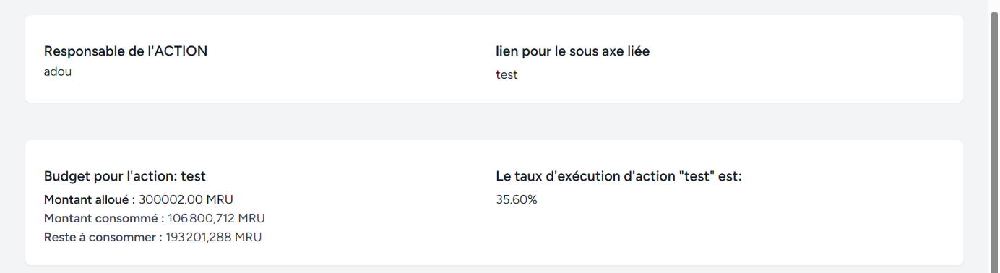 Responsable de l'ACTION
adou
lien pour le sous axe liée
test
Budget pour l'action: test
Montant alloué : 300002.00 MRU
Montant consommé : 106 800,712 MRU
Reste à consommer : 193 201,288 MRU
Le taux d'exécution d'action "test" est:
35.60%